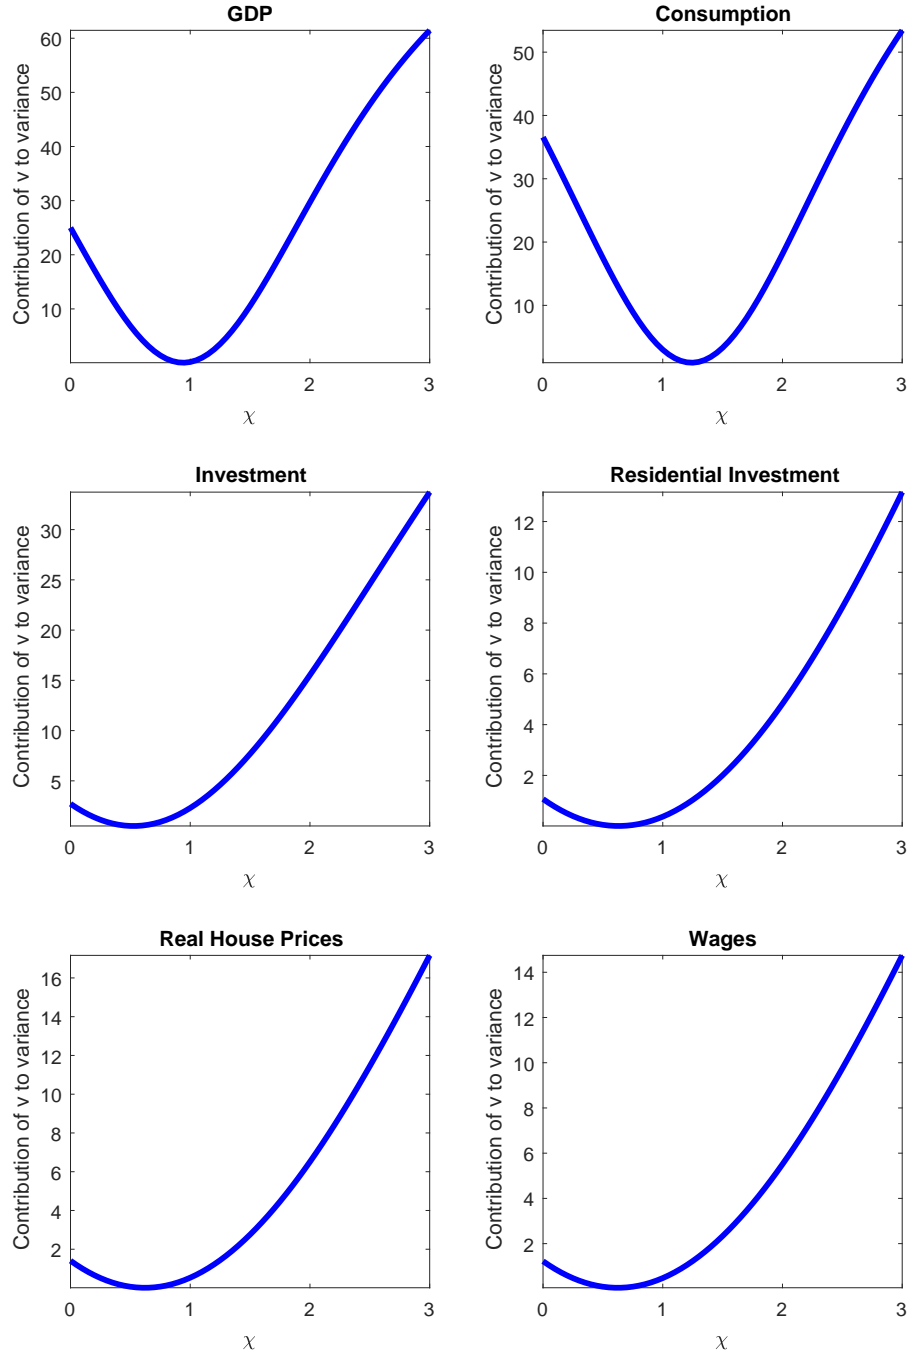 GDP
Contribution of v to variance
60
50
40
30
20
10
0 1 2 3
χ
Consumption
Contribution of v to variance
50
40
30
20
10
0 1 2 3
χ
Investment
Contribution of v to variance
30
25
20
15
10
5
0 1 2 3
χ
Residential Investment
Contribution of v to variance
12
10
8
6
4
2
0 1 2 3
χ
Real House Prices
Contribution of v to variance
16
14
12
10
8
6
4
2
0 1 2 3
χ
Wages
Contribution of v to variance
14
12
10
8
6
4
2
0 1 2 3
χ